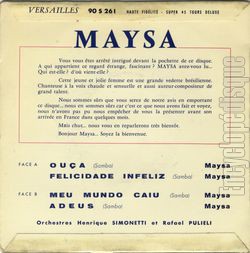 VERSAILLES 90 S 261 HAUTE FIDÉLITÉ - SUPER 45 TOURS DELUXE
MAYSA
Vous vous êtes arrêté intrigué devant la pochette de ce disque.
A qui appartient ce regard étrange, fascinant ? MAYSA avez-vous lu...
Qui est-elle ? d'où vient-elle ?
Cette jeune et jolie femme est une grande vedette brésilienne.
Chanteuse à la voix chaude et sensuelle et aussi auteur-compositeur de
grand talent.
Nous sommes sûrs que vous serez de notre avis en emportant
ce disque... nous en sommes sûrs car c'est ce que nous avons fait et voyez,
nous n'avons pas pu nous empêcher de vous la présenter avant son
arrivée en France dans quelques mois.
Mais chut... nous vous en reparlerons très bientôt.
Bonjour Maysa.. Soyez la bienvenue.
FACE A OUÇA (Samba) Maysa
FELICIDADE INFELIZ (Samba) Maysa
FACE B MEU MUNDO CAIU (Samba) Maysa
ADEUS (Samba) Maysa
Orchestres Henrique SIMONETTI et Rafael PULIELI